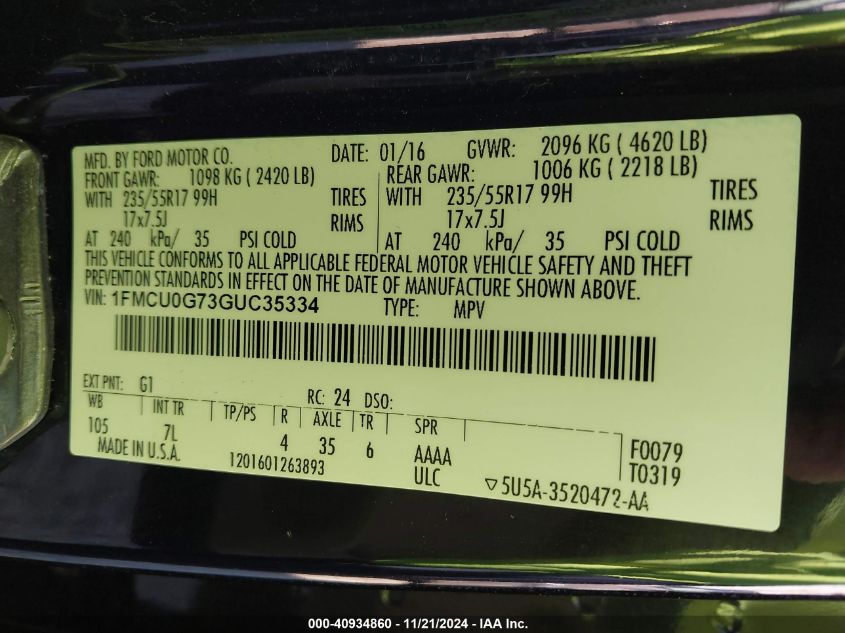 MFD. BY FORD MOTOR CO.
DATE: 01/16 GVWR: 2096 KG ( 4620 LB)
FRONT GAWR: 1098 KG ( 2420 LB)
REAR GAWR: 1006 KG ( 2218 LB)
WITH 235/55R17 99H TIRES
WITH 235/55R17 99H TIRES
17x7.5J RIMS
17x7.5J RIMS
AT 240 kPa/ 35 PSI COLD
AT 240 kPa/ 35 PSI COLD
THIS VEHICLE CONFORMS TO ALL APPLICABLE FEDERAL MOTOR VEHICLE SAFETY AND THEFT
PREVENTION STANDARDS IN EFFECT ON THE DATE OF MANUFACTURE SHOWN ABOVE.
VIN: 1FMCU0G73GUC35334 TYPE: MPV
EXT PNT: G1 RC: 24 DSO:
WB INT TR TP/PS R AXLE TR SPR
105 7L 4 35 6 AAAA F0079
MADE IN U.S.A. 1201601263893 ULC T0319
▽5U5A-3520472-AA
000-40934860 - 11/21/2024 - IAA Inc.